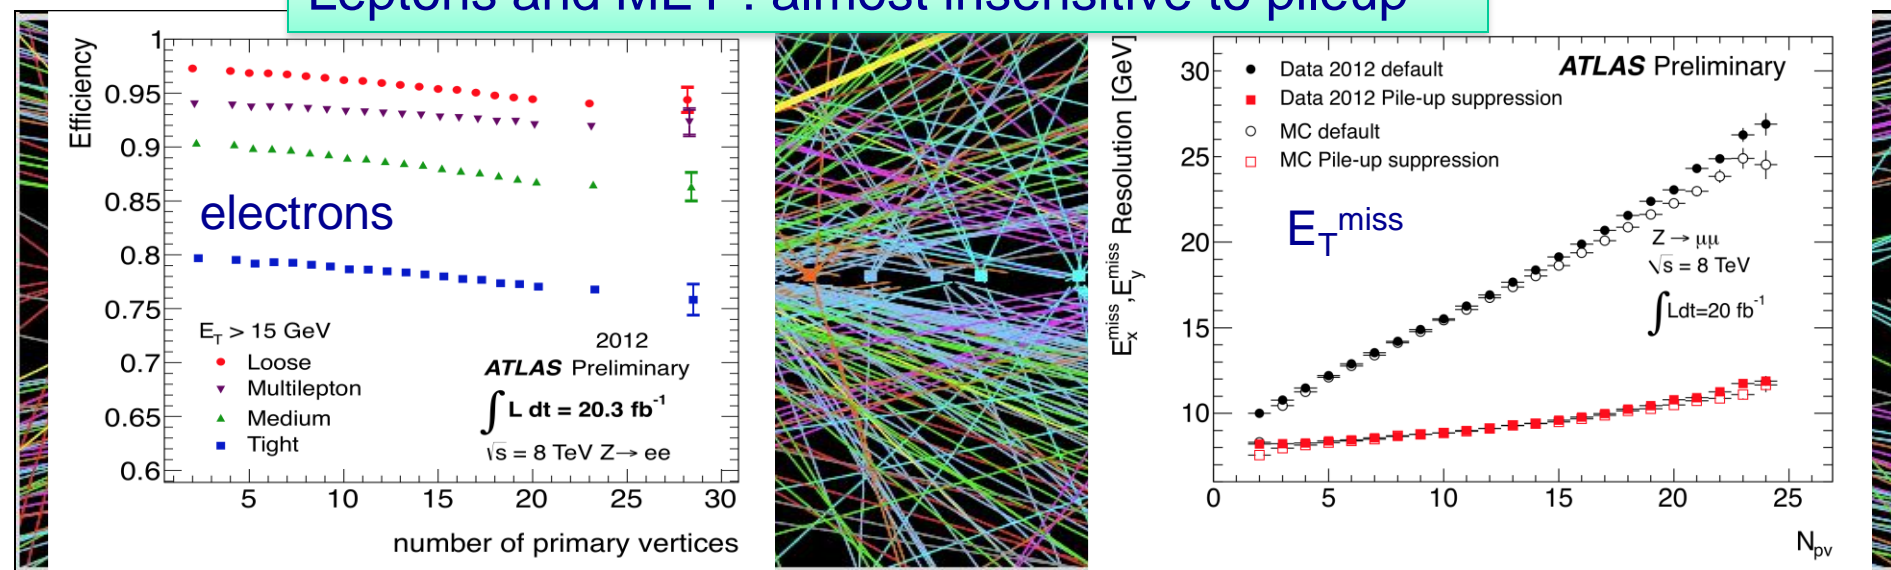 Leptons and MET : almost insensitive to pileup
Efficiency
1
0.95
0.9
0.85
0.8
0.75
0.7
0.65
0.6
electrons
E_T > 15 GeV
Loose
Multilepton
Medium
Tight
2012
ATLAS Preliminary
∫ L dt = 20.3 fb⁻¹
√s = 8 TeV Z→ ee
5 10 15 20 25 30
number of primary vertices
E_x^miss, E_y^miss Resolution [GeV]
30
25
20
15
10
Data 2012 default
Data 2012 Pile-up suppression
MC default
MC Pile-up suppression
ATLAS Preliminary
E_T^miss
Z → μμ
√s = 8 TeV
∫ Ldt=20 fb⁻¹
0 5 10 15 20 25
N_pv